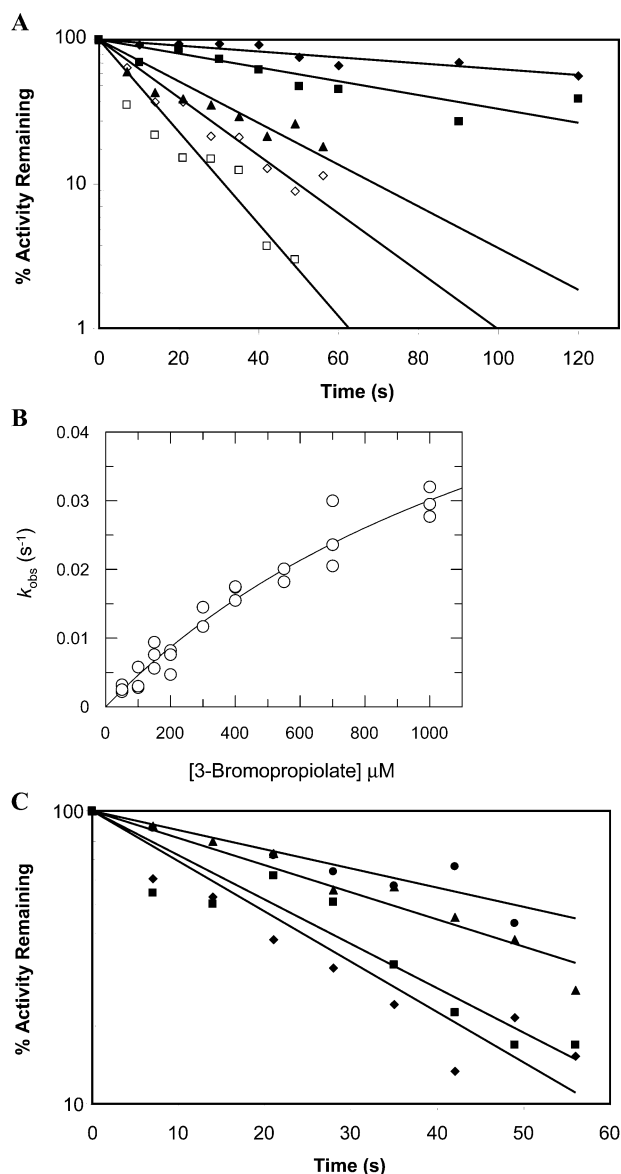 A
% Activity Remaining
100
10
1
0 20 40 60 80 100 120
Time (s)
B
kobs (s-1)
0.04
0.03
0.02
0.01
0
0 200 400 600 800 1000
[3-Bromopropiolate] μM
C
% Activity Remaining
100
10
0 10 20 30 40 50 60
Time (s)